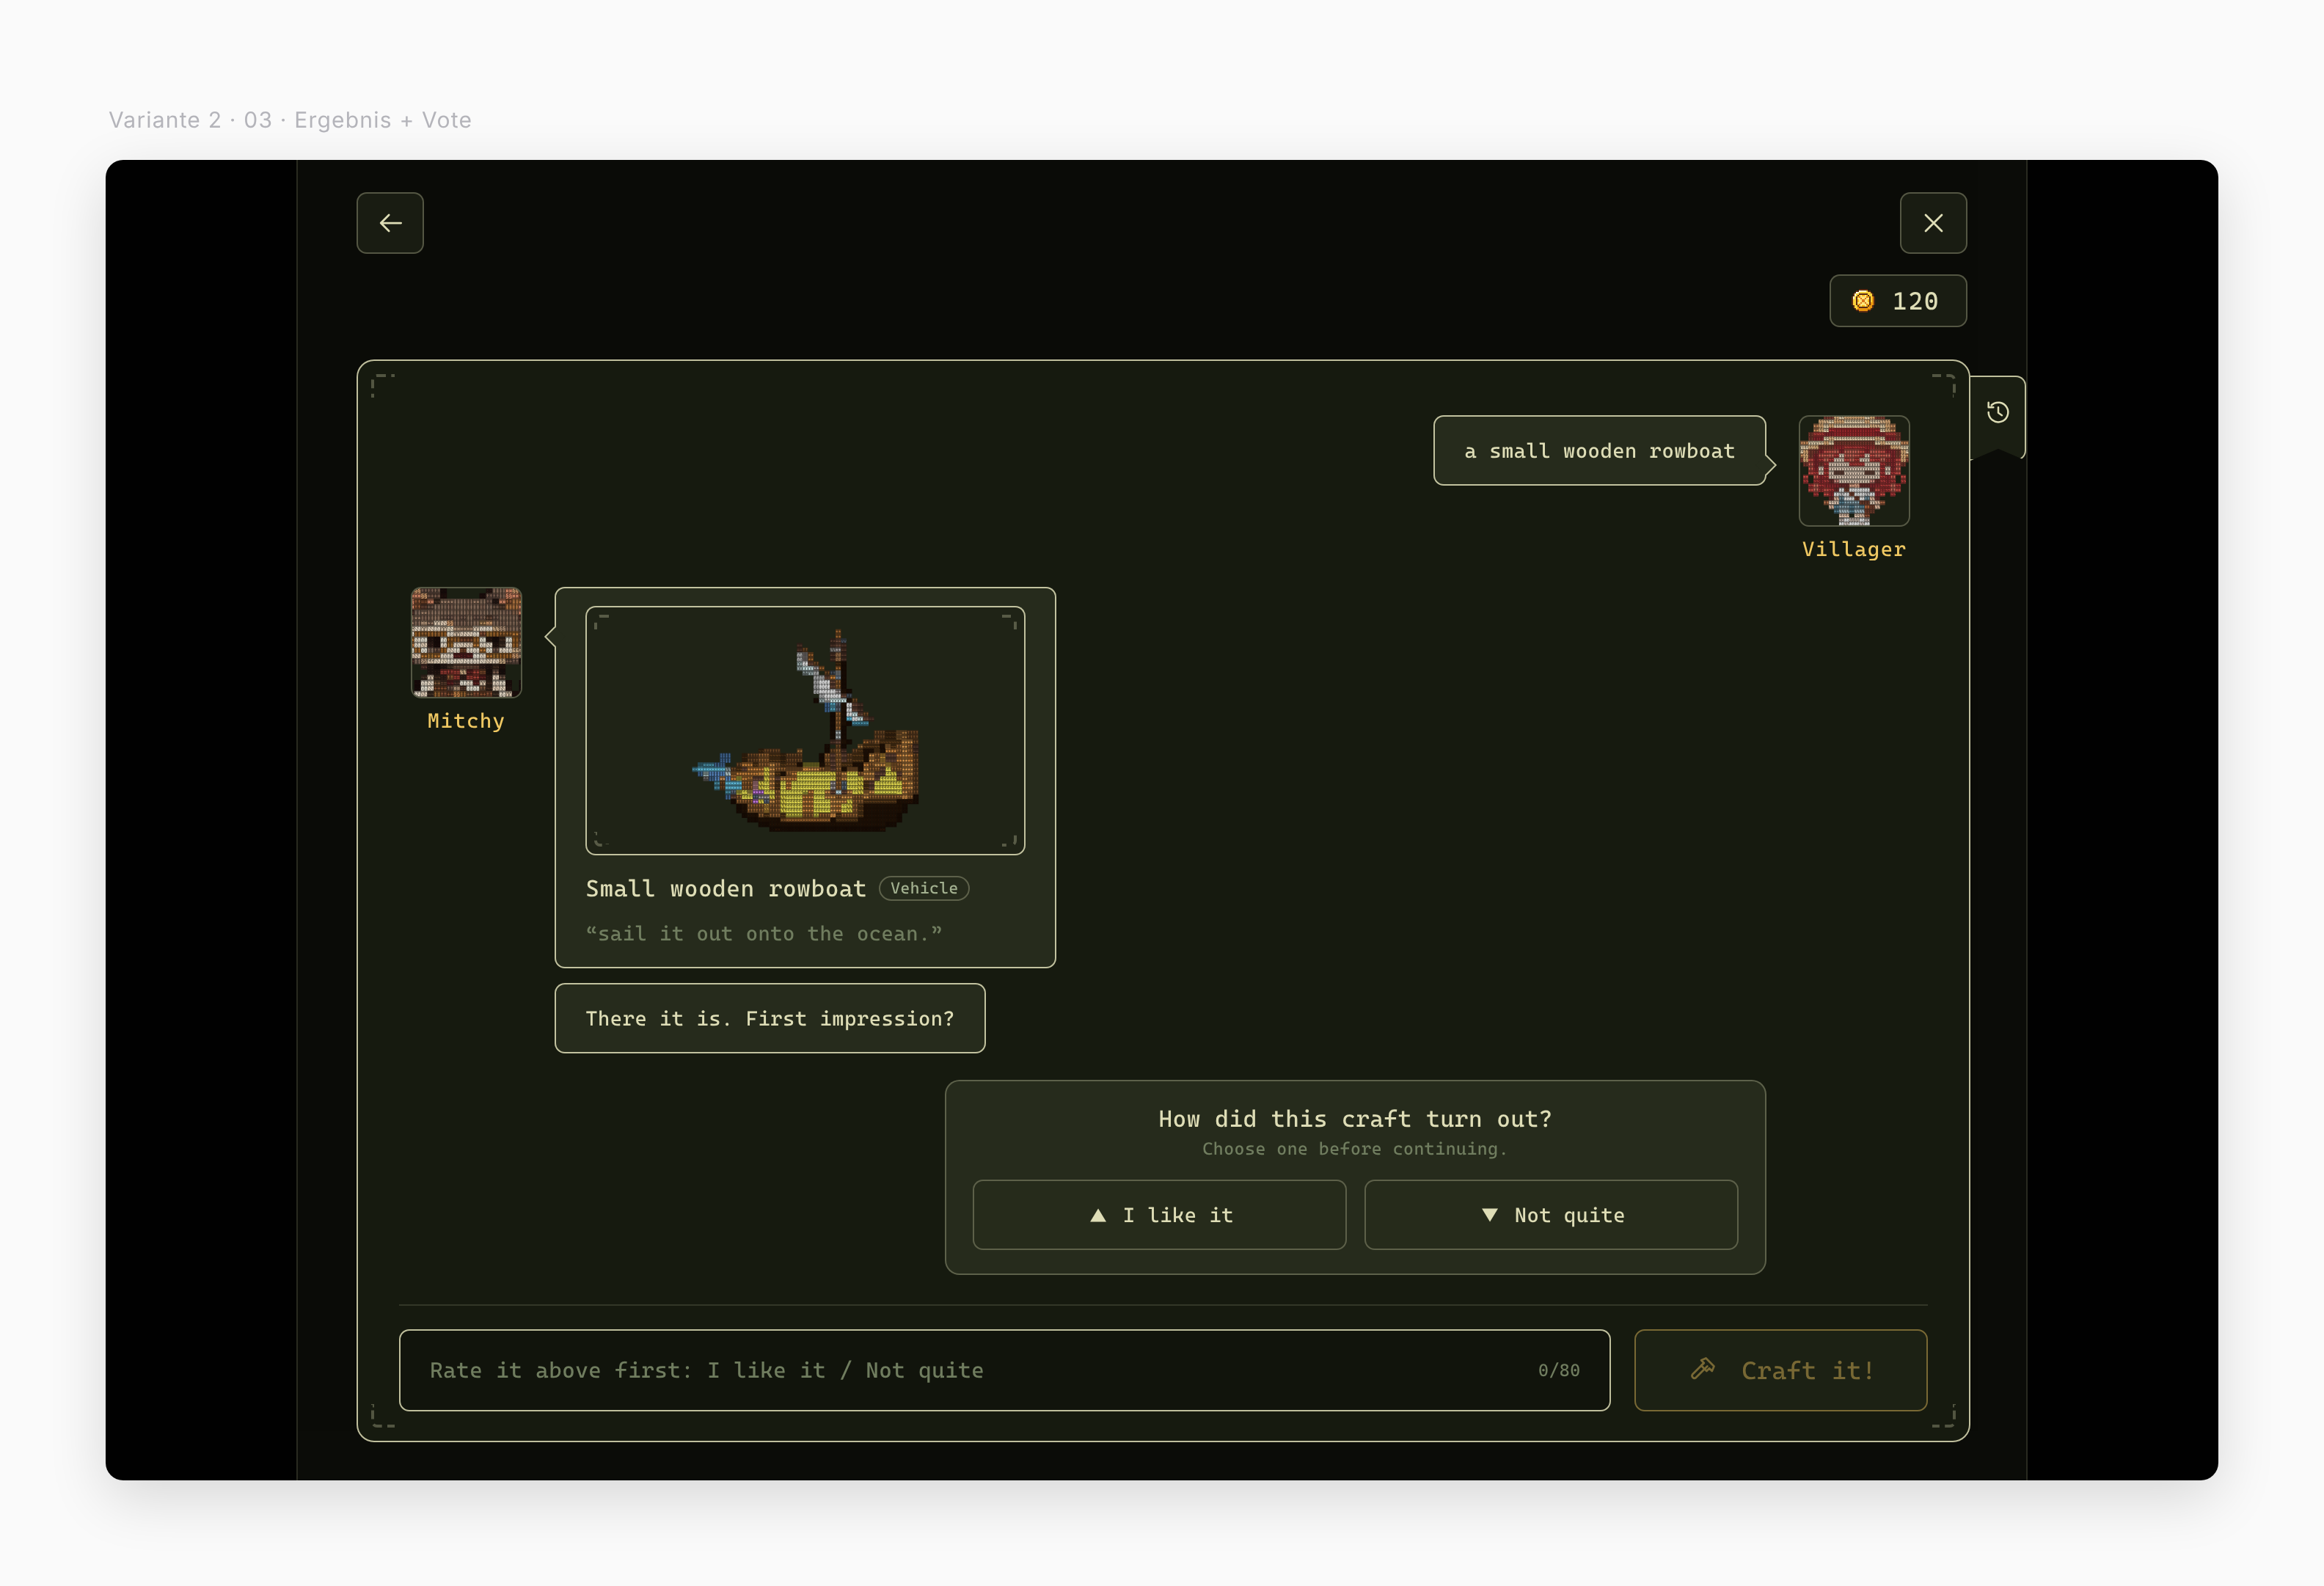 Variante 2 · 03 · Ergebnis + Vote
120
a small wooden rowboat
Villager
Mitchy
Small wooden rowboat Vehicle
“sail it out onto the ocean.”
There it is. First impression?
How did this craft turn out?
Choose one before continuing.
▲ I like it ▼ Not quite
Rate it above first: I like it / Not quite 0/80 Craft it!